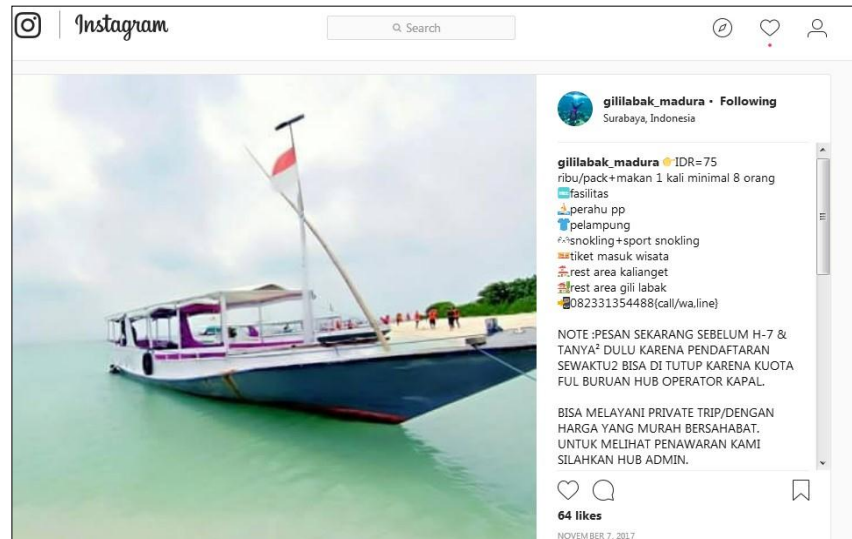 Instagram
Search
gililabak_madura • Following
Surabaya, Indonesia
gililabak_madura 👉IDR=75
ribu/pack+makan 1 kali minimal 8 orang
fasilitas
perahu pp
pelampung
snokling+sport snokling
tiket masuk wisata
rest area kalianget
rest area gili labak
082331354488{call/wa,line}
NOTE :PESAN SEKARANG SEBELUM H-7 &
TANYA² DULU KARENA PENDAFTARAN
SEWAKTU2 BISA DI TUTUP KARENA KUOTA
FUL BURUAN HUB OPERATOR KAPAL.
BISA MELAYANI PRIVATE TRIP/DENGAN
HARGA YANG MURAH BERSAHABAT.
UNTUK MELIHAT PENAWARAN KAMI
SILAHKAN HUB ADMIN.
64 likes
NOVEMBER 7, 2017